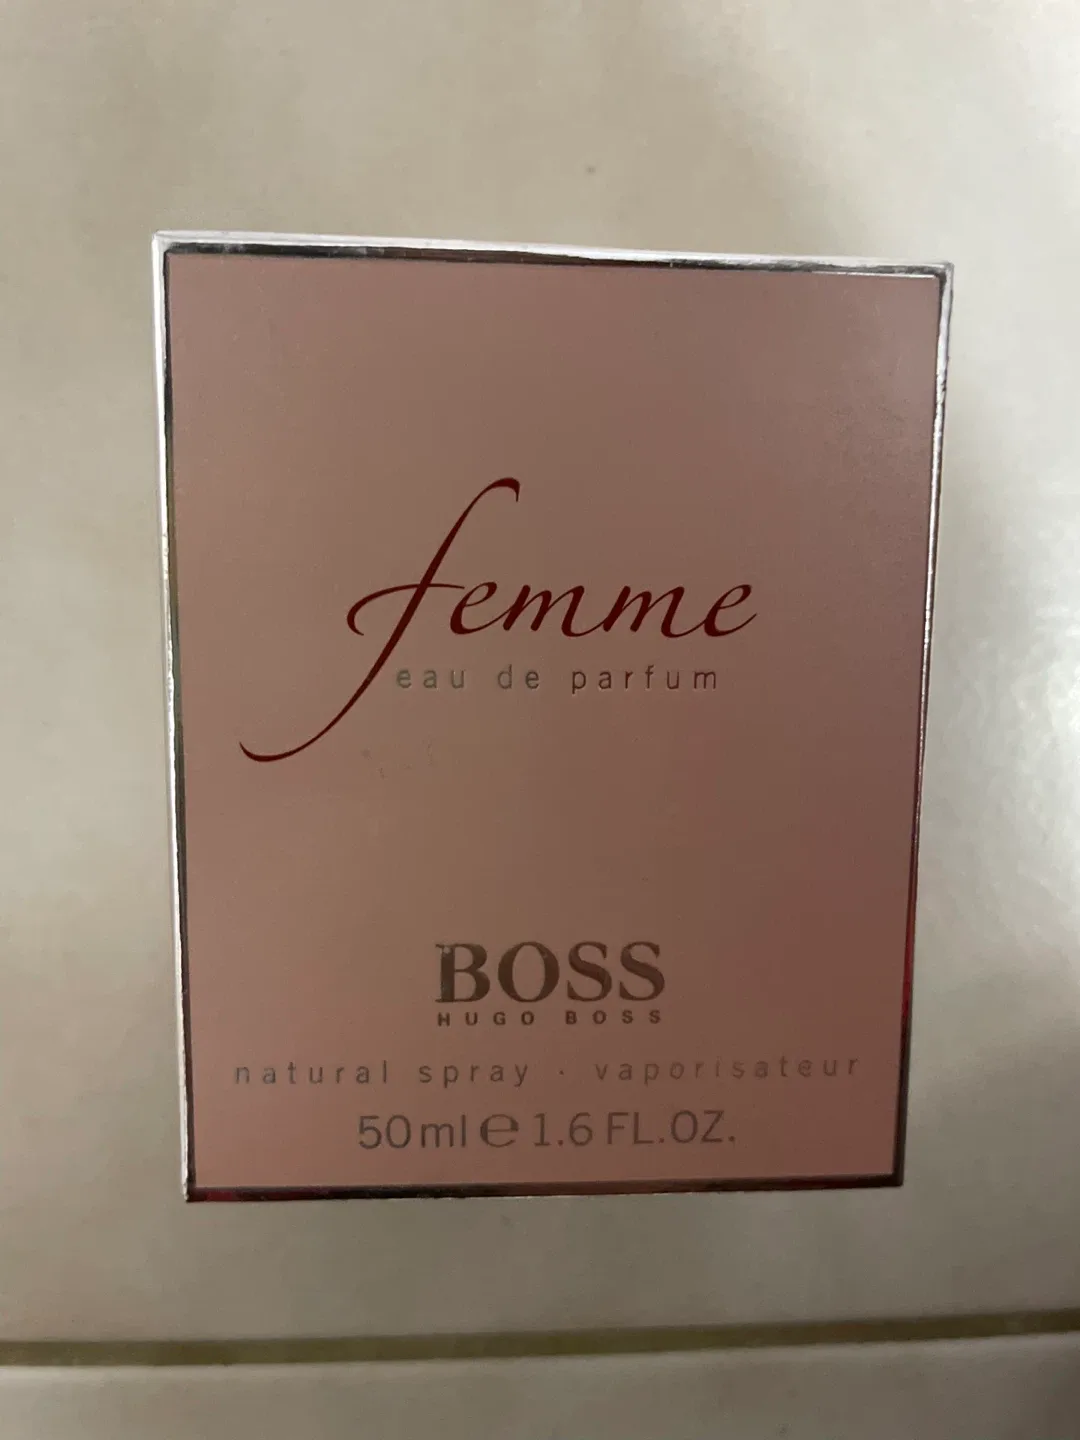 femme
eau de parfum
BOSS
HUGO BOSS
natural spray · vaporisateur
50ml ℮ 1.6 FL.OZ.